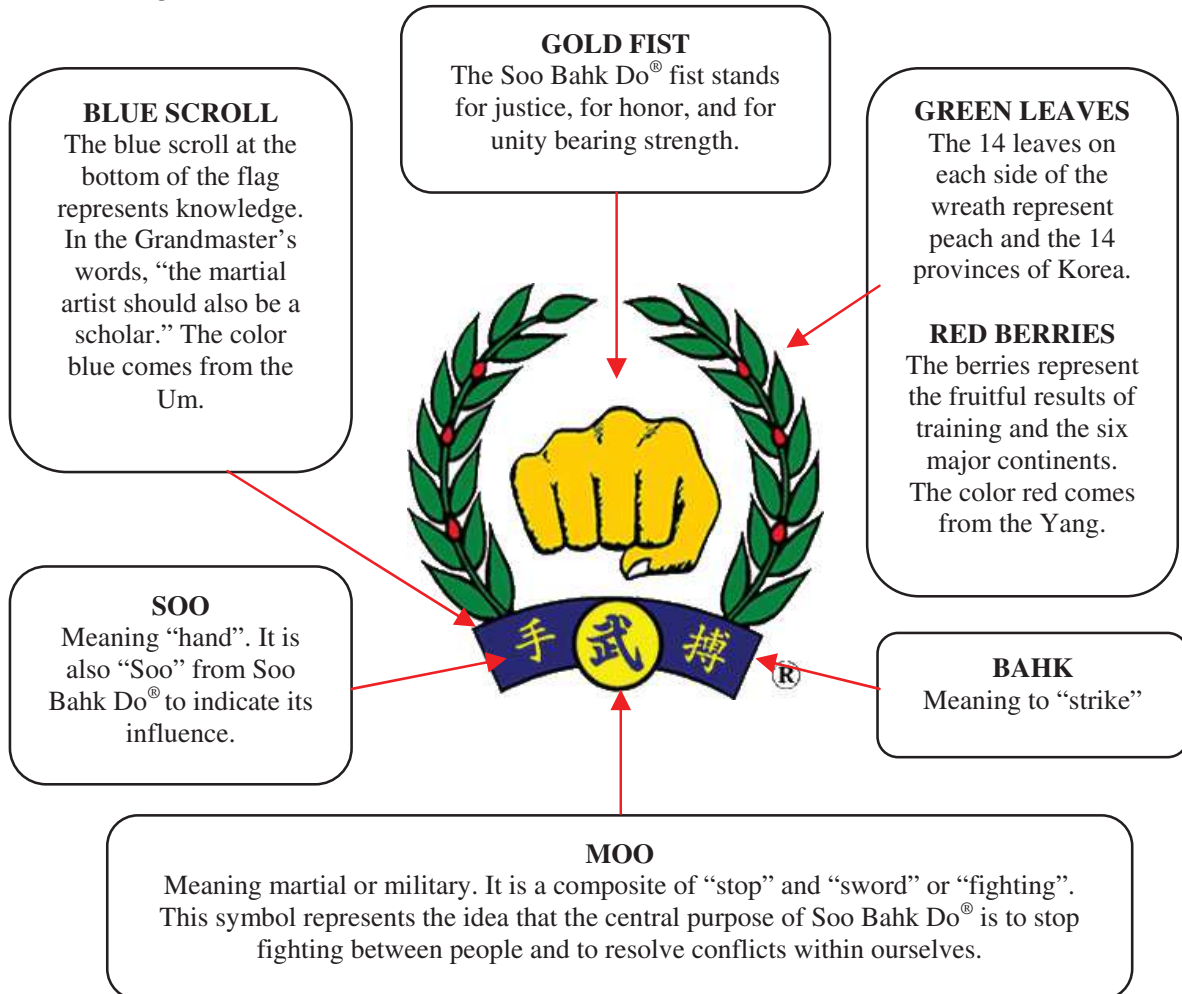 GOLD FIST
The Soo Bahk Do® fist stands
for justice, for honor, and for
unity bearing strength.
BLUE SCROLL
The blue scroll at the
bottom of the flag
represents knowledge.
In the Grandmaster’s
words, “the martial
artist should also be a
scholar.” The color
blue comes from the
Um.
GREEN LEAVES
The 14 leaves on
each side of the
wreath represent
peach and the 14
provinces of Korea.
RED BERRIES
The berries represent
the fruitful results of
training and the six
major continents.
The color red comes
from the Yang.
手 武 搏
®
SOO
Meaning “hand”. It is
also “Soo” from Soo
Bahk Do® to indicate its
influence.
BAHK
Meaning to “strike”
MOO
Meaning martial or military. It is a composite of “stop” and “sword” or “fighting”.
This symbol represents the idea that the central purpose of Soo Bahk Do® is to stop
fighting between people and to resolve conflicts within ourselves.